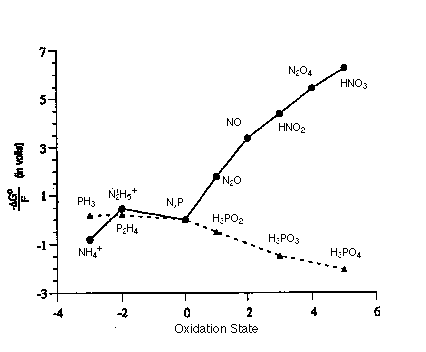 7
5
3
1
-1
-3
-ΔG°
F
(in volts)
N₂O₄
HNO₃
NO
HNO₂
N₂O
PH₃
N₂H₅⁺
N,P
P₂H₄
H₃PO₂
NH₄⁺
H₃PO₃
H₃PO₄
-4
-2
0
2
4
6
Oxidation State